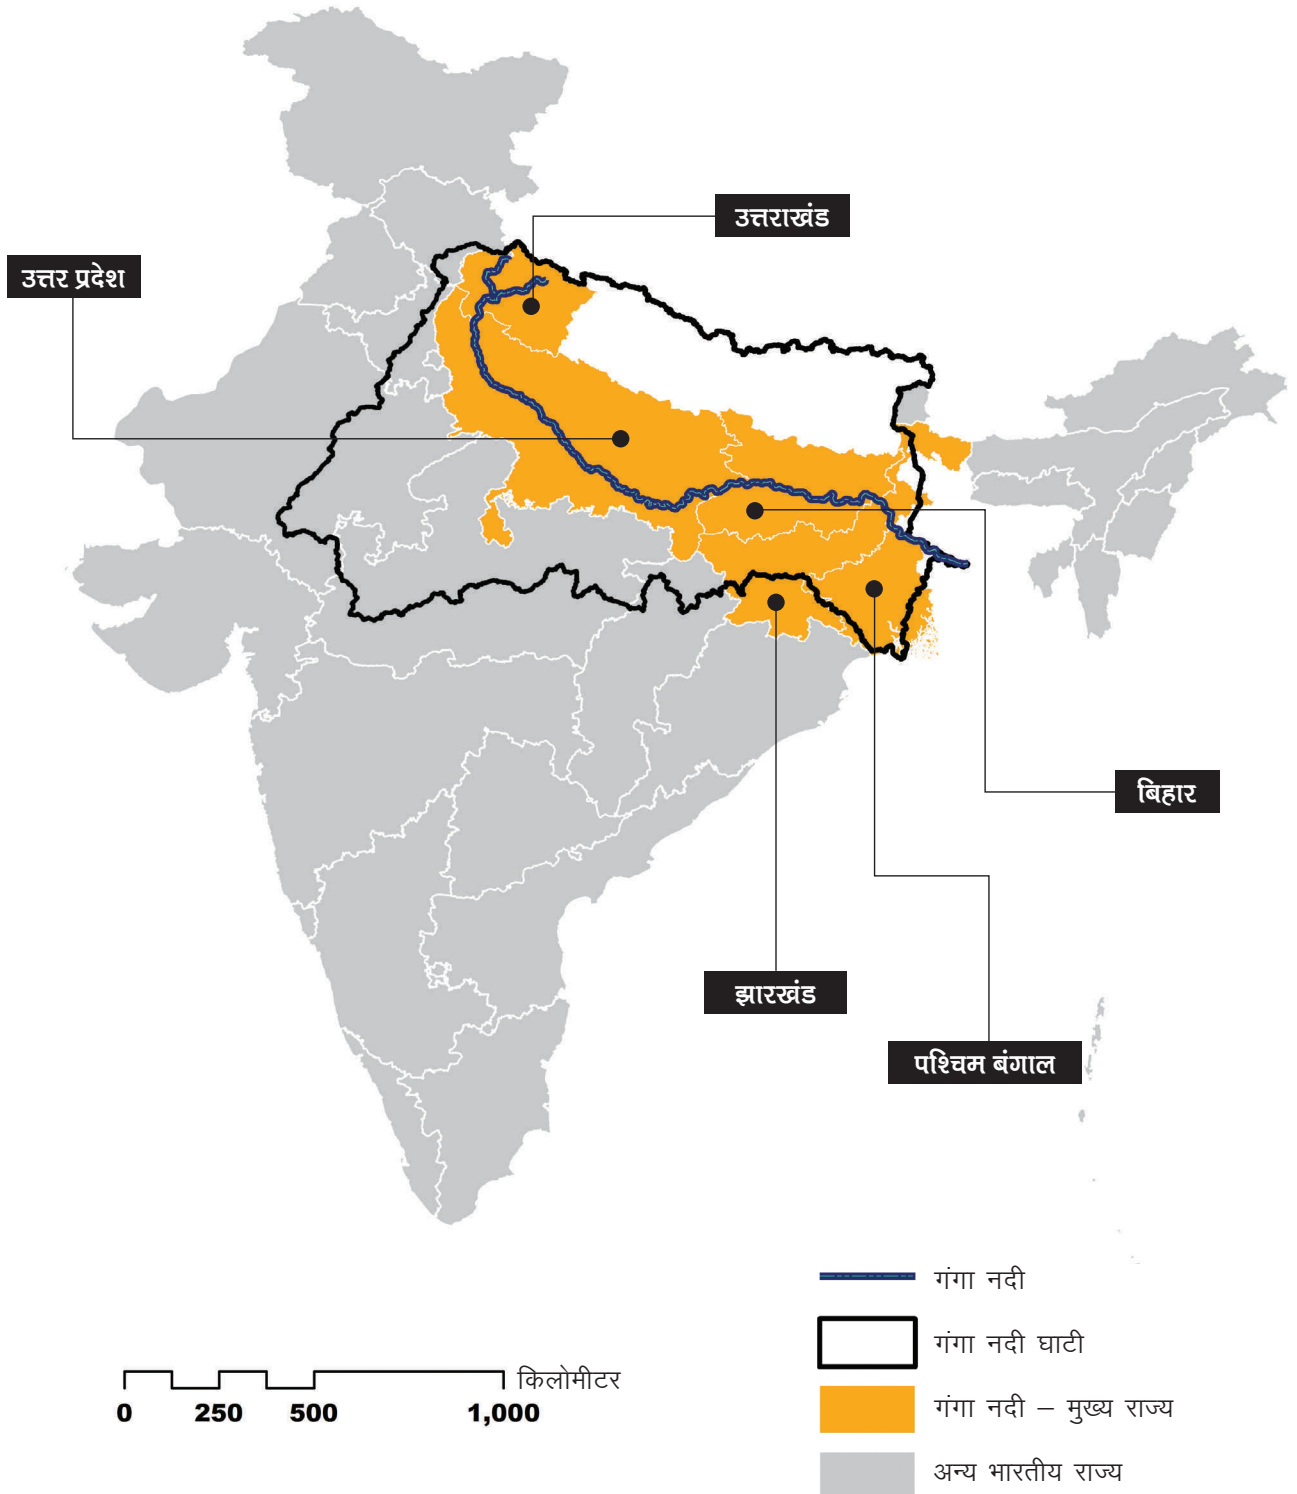 उत्तराखंड
उत्तर प्रदेश
बिहार
झारखंड
पश्चिम बंगाल
गंगा नदी
गंगा नदी घाटी
किलोमीटर
0 250 500 1,000
गंगा नदी – मुख्य राज्य
अन्य भारतीय राज्य